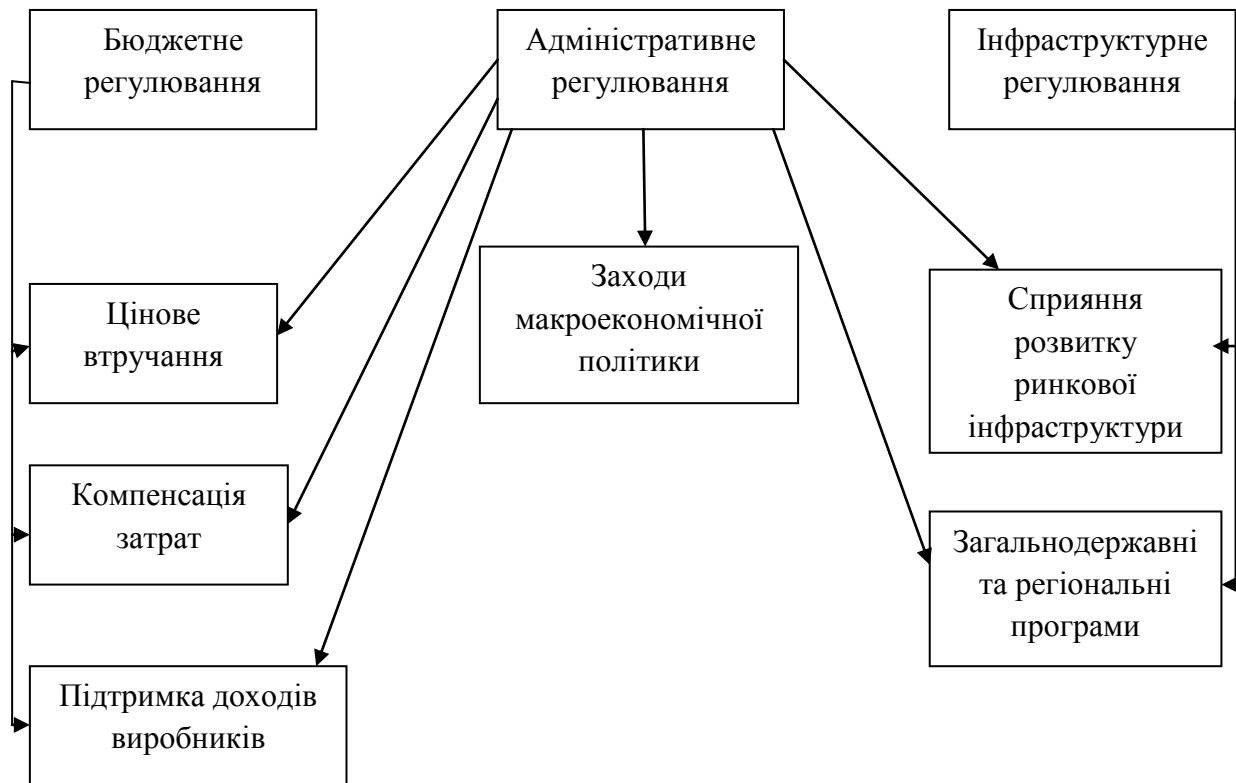 Бюджетне
регулювання
Адміністративне
регулювання
Інфраструктурне
регулювання
Цінове
втручання
Заходи
макроекономічної
політики
Сприяння
розвитку
ринкової
інфраструктури
Компенсація
затрат
Загальнодержавні
та регіональні
програми
Підтримка доходів
виробників